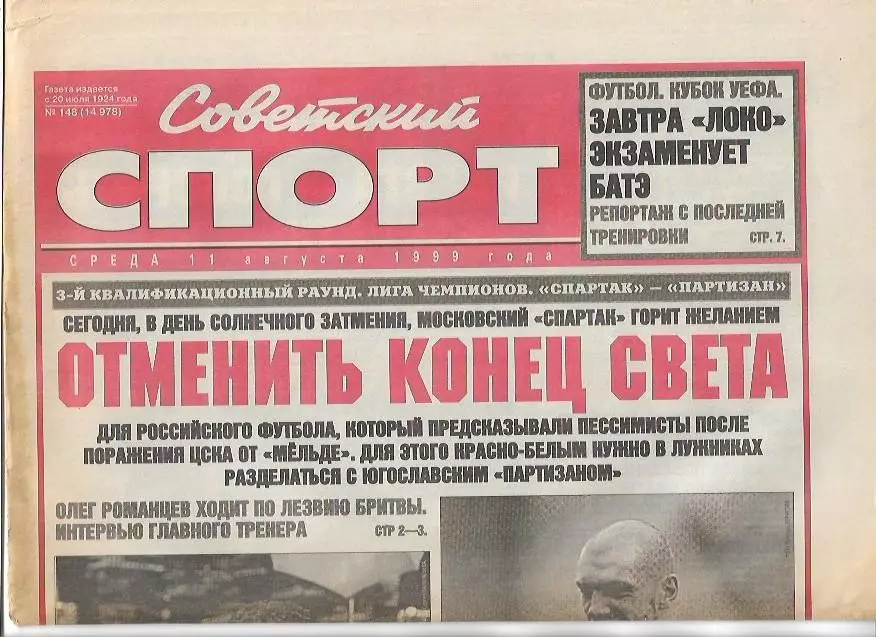 Газета издается
с 20 июля 1924 года
№ 148 (14 978)
Советский
СПОРТ
СРЕДА 11 августа 1999 года
ФУТБОЛ. КУБОК УЕФА.
ЗАВТРА «ЛОКО»
ЭКЗАМЕНУЕТ
БАТЭ
РЕПОРТАЖ С ПОСЛЕДНЕЙ
ТРЕНИРОВКИ СТР. 7.
3-Й КВАЛИФИКАЦИОННЫЙ РАУНД. ЛИГА ЧЕМПИОНОВ. «СПАРТАК» – «ПАРТИЗАН»
СЕГОДНЯ, В ДЕНЬ СОЛНЕЧНОГО ЗАТМЕНИЯ, МОСКОВСКИЙ «СПАРТАК» ГОРИТ ЖЕЛАНИЕМ
ОТМЕНИТЬ КОНЕЦ СВЕТА
ДЛЯ РОССИЙСКОГО ФУТБОЛА, КОТОРЫЙ ПРЕДСКАЗЫВАЛИ ПЕССИМИСТЫ ПОСЛЕ
ПОРАЖЕНИЯ ЦСКА ОТ «МЁЛЬДЕ». ДЛЯ ЭТОГО КРАСНО-БЕЛЫМ НУЖНО В ЛУЖНИКАХ
РАЗДЕЛАТЬСЯ С ЮГОСЛАВСКИМ «ПАРТИЗАНОМ»
ОЛЕГ РОМАНЦЕВ ХОДИТ ПО ЛЕЗВИЮ БРИТВЫ.
ИНТЕРВЬЮ ГЛАВНОГО ТРЕНЕРА СТР 2—3.